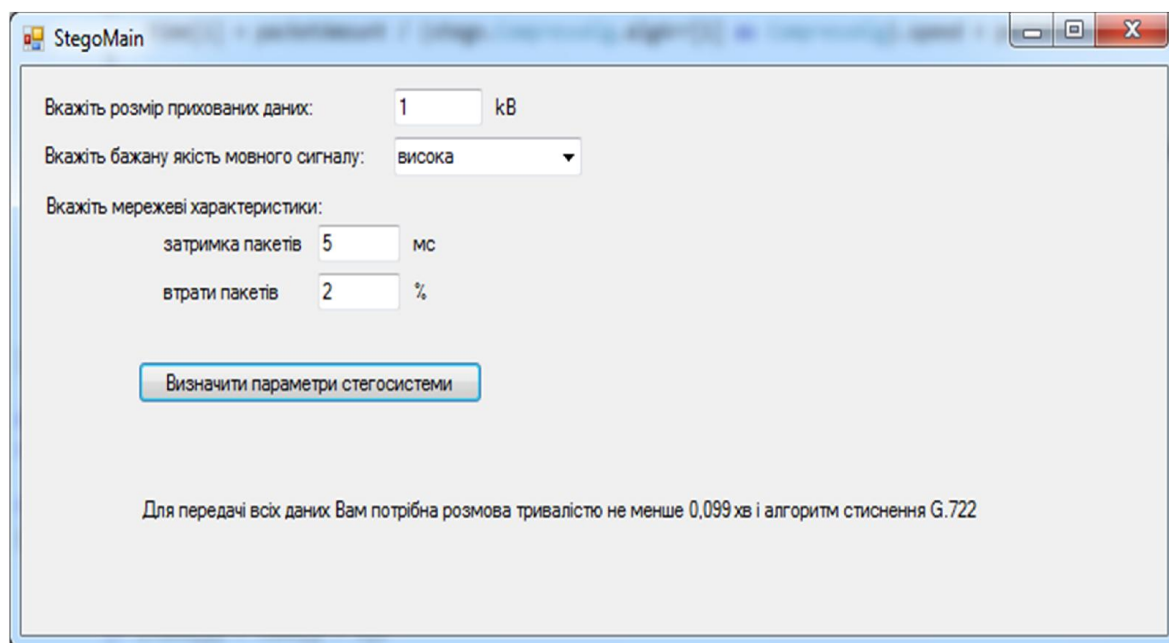 StegoMain
Вкажіть розмір прихованих даних: 1 kB
Вкажіть бажану якість мовного сигналу: висока
Вкажіть мережеві характеристики:
затримка пакетів 5 мс
втрати пакетів 2 %
Визначити параметри стегосистеми
Для передачі всіх даних Вам потрібна розмова тривалістю не менше 0,099 хв і алгоритм стиснення G.722